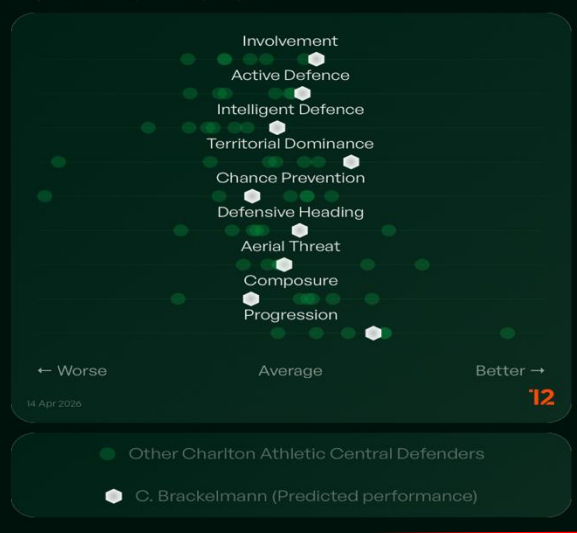 Involvement
Active Defence
Intelligent Defence
Territorial Dominance
Chance Prevention
Defensive Heading
Aerial Threat
Composure
Progression
← Worse
Average
Better →
14 Apr 2026
'12
Other Charlton Athletic Central Defenders
C. Brackelmann (Predicted performance)